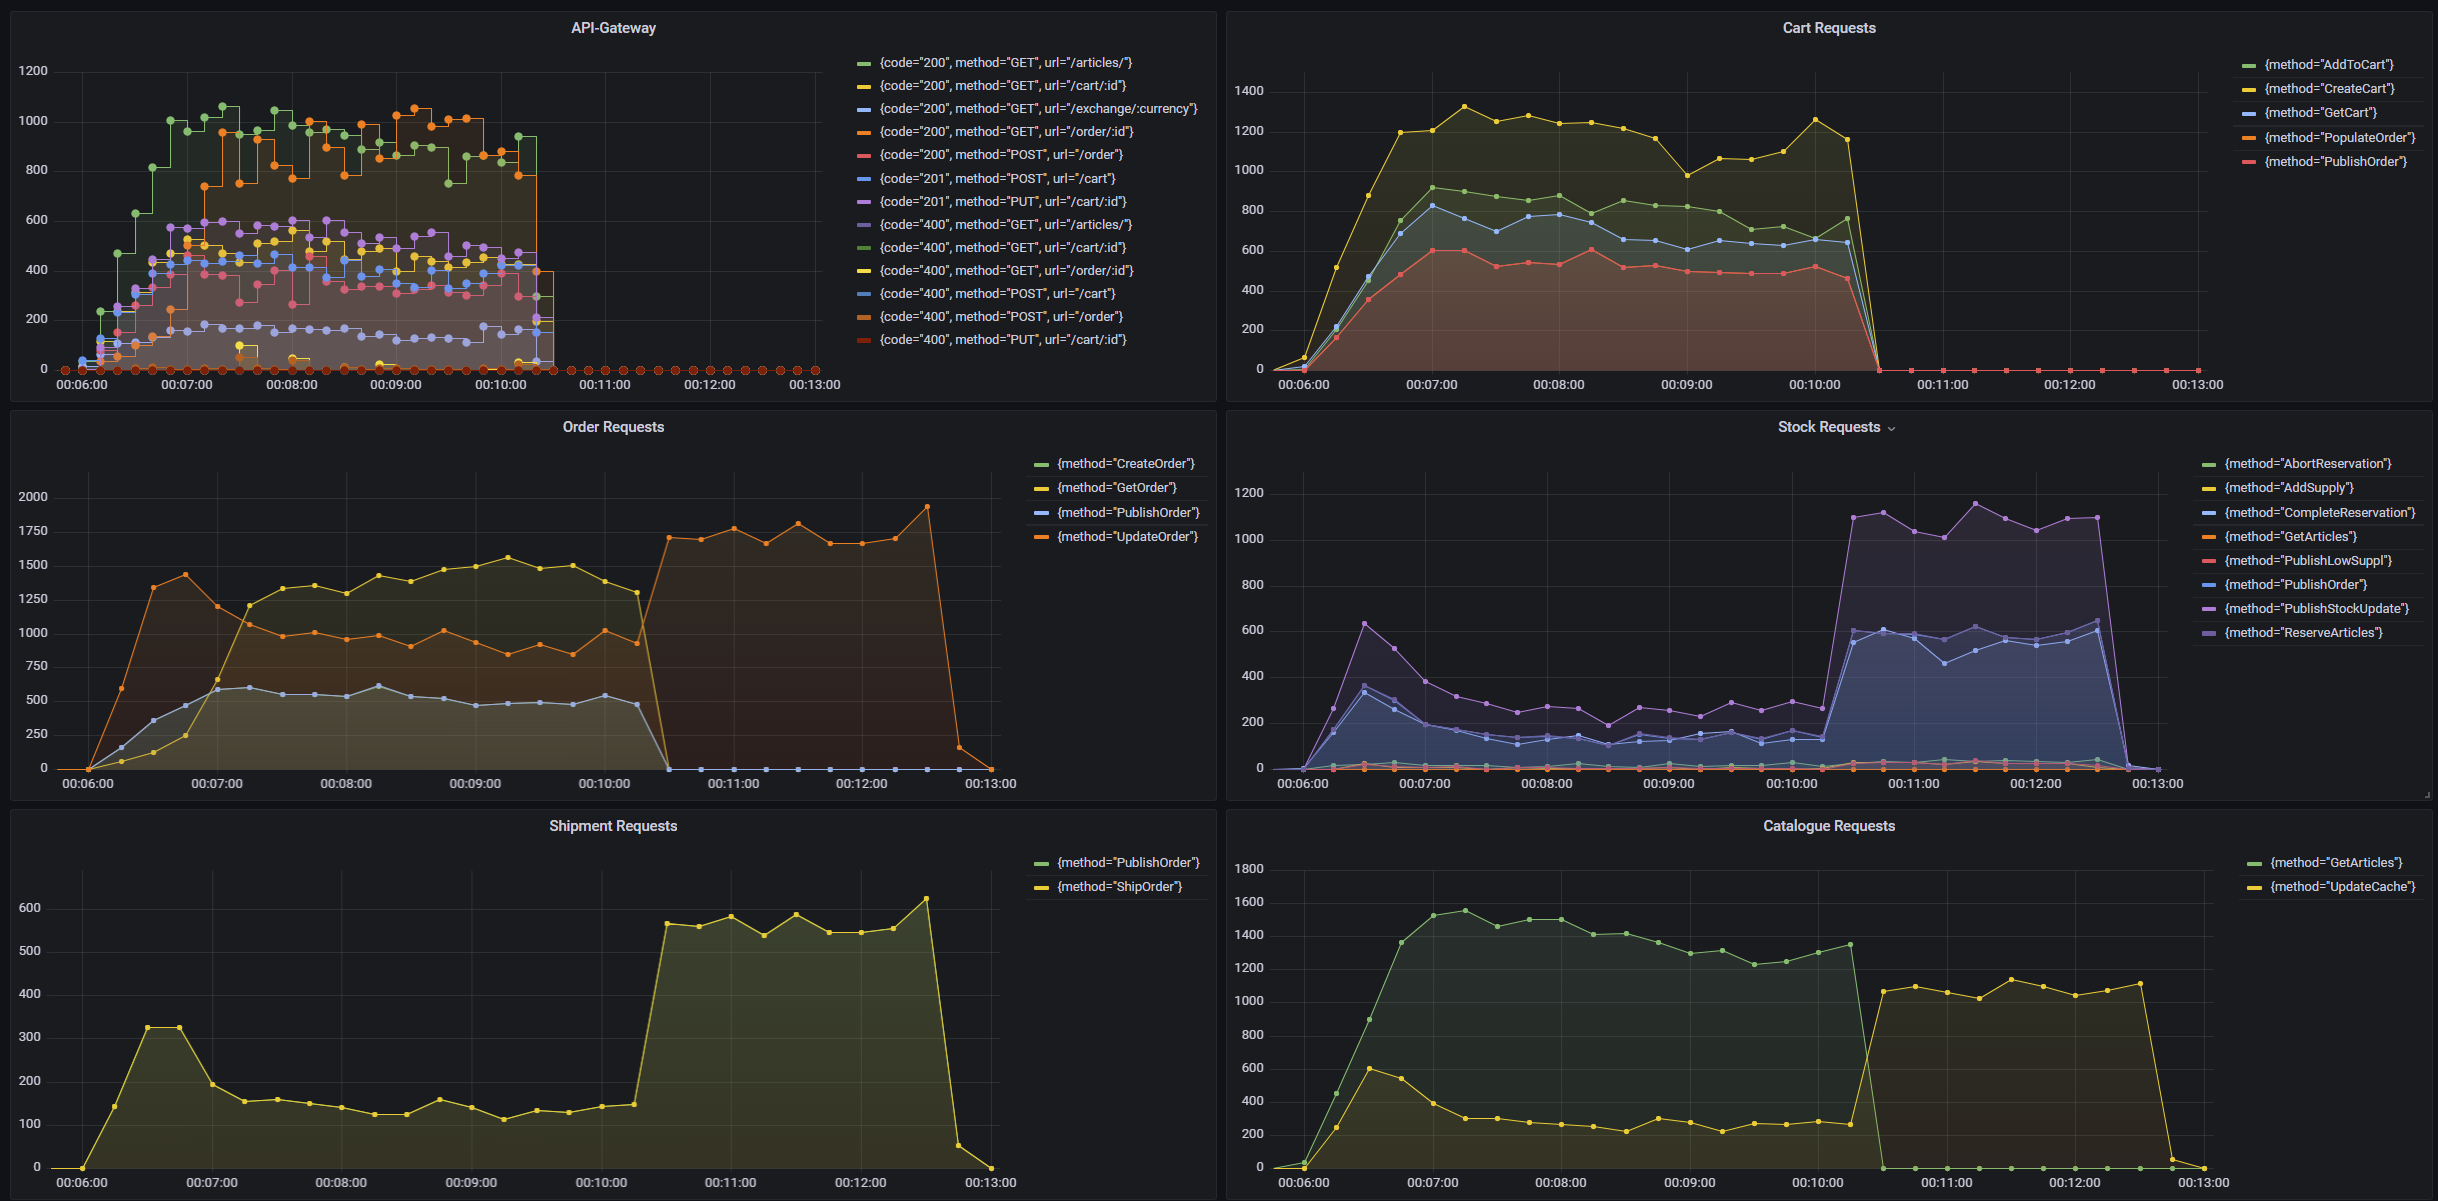 API-Gateway
1200
1000
800
600
400
200
0
00:06:00 00:07:00 00:08:00 00:09:00 00:10:00 00:11:00 00:12:00 00:13:00
{code="200", method="GET", url="/articles/"}
{code="200", method="GET", url="/cart/:id"}
{code="200", method="GET", url="/exchange/:currency"}
{code="200", method="GET", url="/order/:id"}
{code="200", method="POST", url="/order"}
{code="201", method="POST", url="/cart"}
{code="201", method="PUT", url="/cart/:id"}
{code="400", method="GET", url="/articles/"}
{code="400", method="GET", url="/cart/:id"}
{code="400", method="GET", url="/order/:id"}
{code="400", method="POST", url="/cart"}
{code="400", method="POST", url="/order"}
{code="400", method="PUT", url="/cart/:id"}
Cart Requests
1400
1200
1000
800
600
400
200
0
00:06:00 00:07:00 00:08:00 00:09:00 00:10:00 00:11:00 00:12:00 00:13:00
{method="AddToCart"}
{method="CreateCart"}
{method="GetCart"}
{method="PopulateOrder"}
{method="PublishOrder"}
Order Requests
2000
1750
1500
1250
1000
750
500
250
0
00:06:00 00:07:00 00:08:00 00:09:00 00:10:00 00:11:00 00:12:00 00:13:00
{method="CreateOrder"}
{method="GetOrder"}
{method="PublishOrder"}
{method="UpdateOrder"}
Stock Requests
1200
1000
800
600
400
200
0
00:06:00 00:07:00 00:08:00 00:09:00 00:10:00 00:11:00 00:12:00 00:13:00
{method="AbortReservation"}
{method="AddSupply"}
{method="CompleteReservation"}
{method="GetArticles"}
{method="PublishLowSuppl"}
{method="PublishOrder"}
{method="PublishStockUpdate"}
{method="ReserveArticles"}
Shipment Requests
600
500
400
300
200
100
0
00:06:00 00:07:00 00:08:00 00:09:00 00:10:00 00:11:00 00:12:00 00:13:00
{method="PublishOrder"}
{method="ShipOrder"}
Catalogue Requests
1800
1600
1400
1200
1000
800
600
400
200
0
00:06:00 00:07:00 00:08:00 00:09:00 00:10:00 00:11:00 00:12:00 00:13:00
{method="GetArticles"}
{method="UpdateCache"}